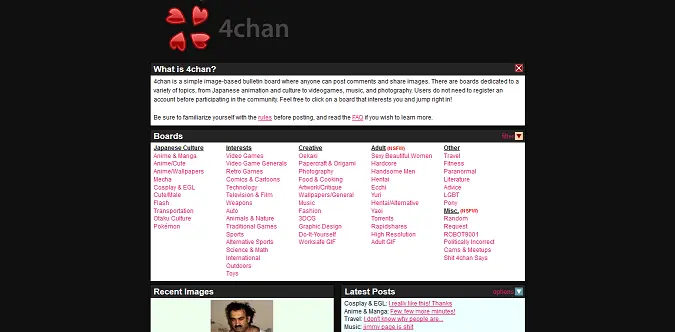 4chan
What is 4chan?
4chan is a simple image-based bulletin board where anyone can post comments and share images. There are boards dedicated to a
variety of topics, from Japanese animation and culture to videogames, music, and photography. Users do not need to register an
account before participating in the community. Feel free to click on a board that interests you and jump right in!
Be sure to familiarize yourself with the rules before posting, and read the FAQ if you wish to learn more.
Boards
filter
Japanese Culture
Anime & Manga
Anime/Cute
Anime/Wallpapers
Mecha
Cosplay & EGL
Cute/Male
Flash
Transportation
Otaku Culture
Pokémon
Interests
Video Games
Video Game Generals
Retro Games
Comics & Cartoons
Technology
Television & Film
Weapons
Auto
Animals & Nature
Traditional Games
Sports
Alternative Sports
Science & Math
International
Outdoors
Toys
Creative
Oekaki
Papercraft & Origami
Photography
Food & Cooking
Artwork/Critique
Wallpapers/General
Music
Fashion
3DCG
Graphic Design
Do-It-Yourself
Worksafe GIF
Adult (NSFW)
Sexy Beautiful Women
Hardcore
Handsome Men
Hentai
Ecchi
Yuri
Hentai/Alternative
Yaoi
Torrents
Rapidshares
High Resolution
Adult GIF
Other
Travel
Fitness
Paranormal
Literature
Advice
LGBT
Pony
Misc. (NSFW)
Random
Request
ROBOT9001
Politically Incorrect
Cams & Meetups
Shit 4chan Says
Recent Images
Latest Posts
options
Cosplay & EGL: I really like this! Thanks
Anime & Manga: Few, few more minutes!
Travel: I don't know why people are...
Music: jimmy page is shit